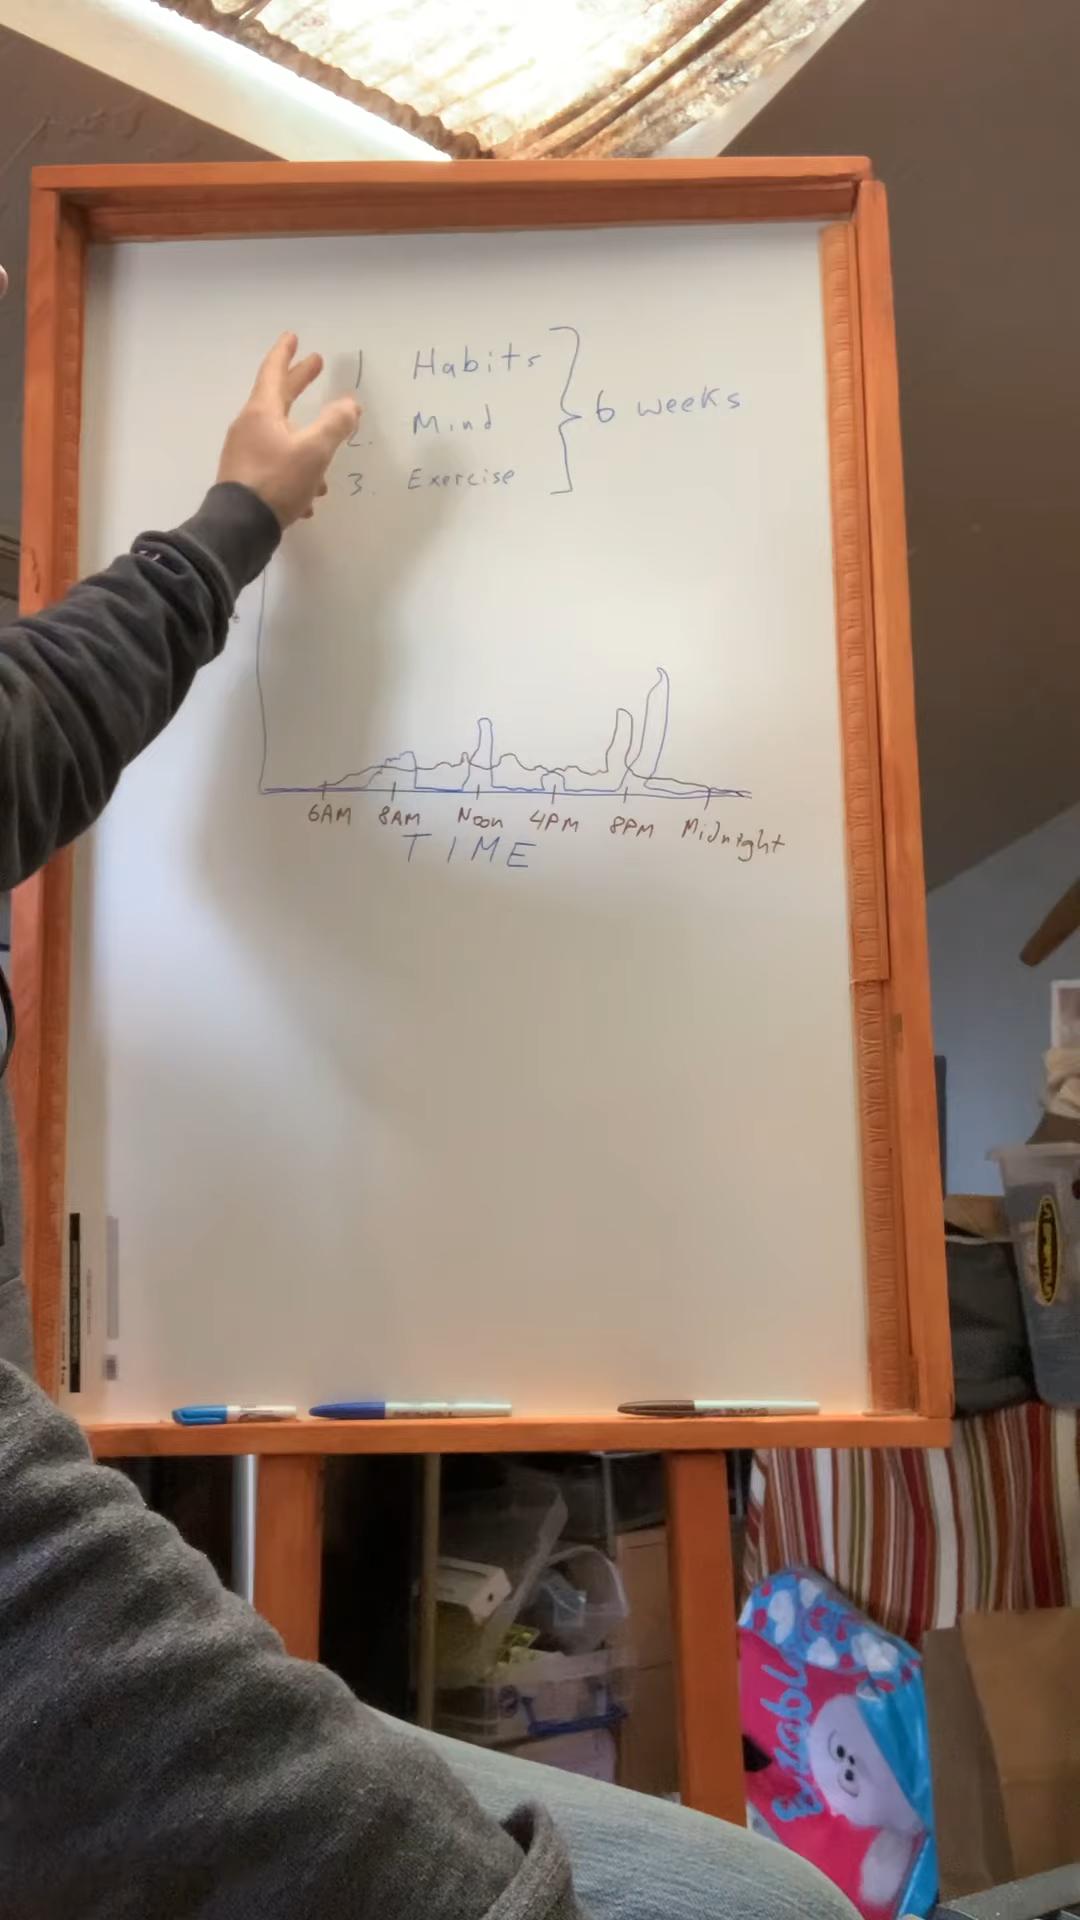 1 Habits
2. Mind
3. Exercise
6 weeks
6AM 8AM Noon 4PM 8PM Midnight
TIME